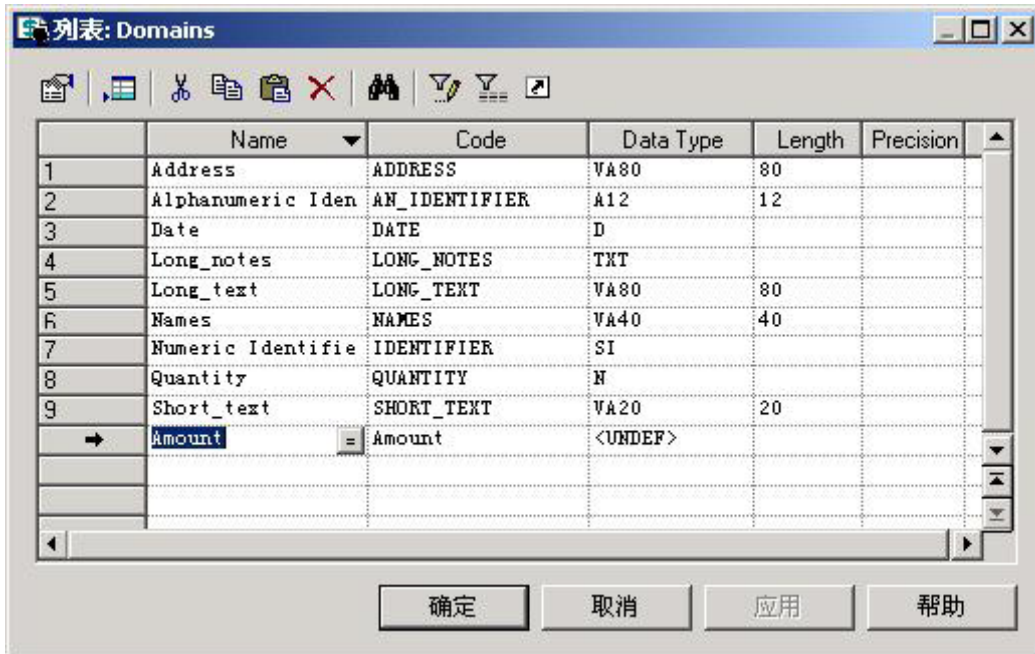 列表: Domains
Name Code Data Type Length Precision
1 Address ADDRESS VA80 80
2 Alphanumeric Iden AN_IDENTIFIER A12 12
3 Date DATE D
4 Long_notes LONG_NOTES TXT
5 Long_text LONG_TEXT VA80 80
6 Names NAMES VA40 40
7 Numeric Identifie IDENTIFIER SI
8 Quantity QUANTITY N
9 Short_text SHORT_TEXT VA20 20
Amount = Amount <UNDEF>
确定 取消 应用 帮助